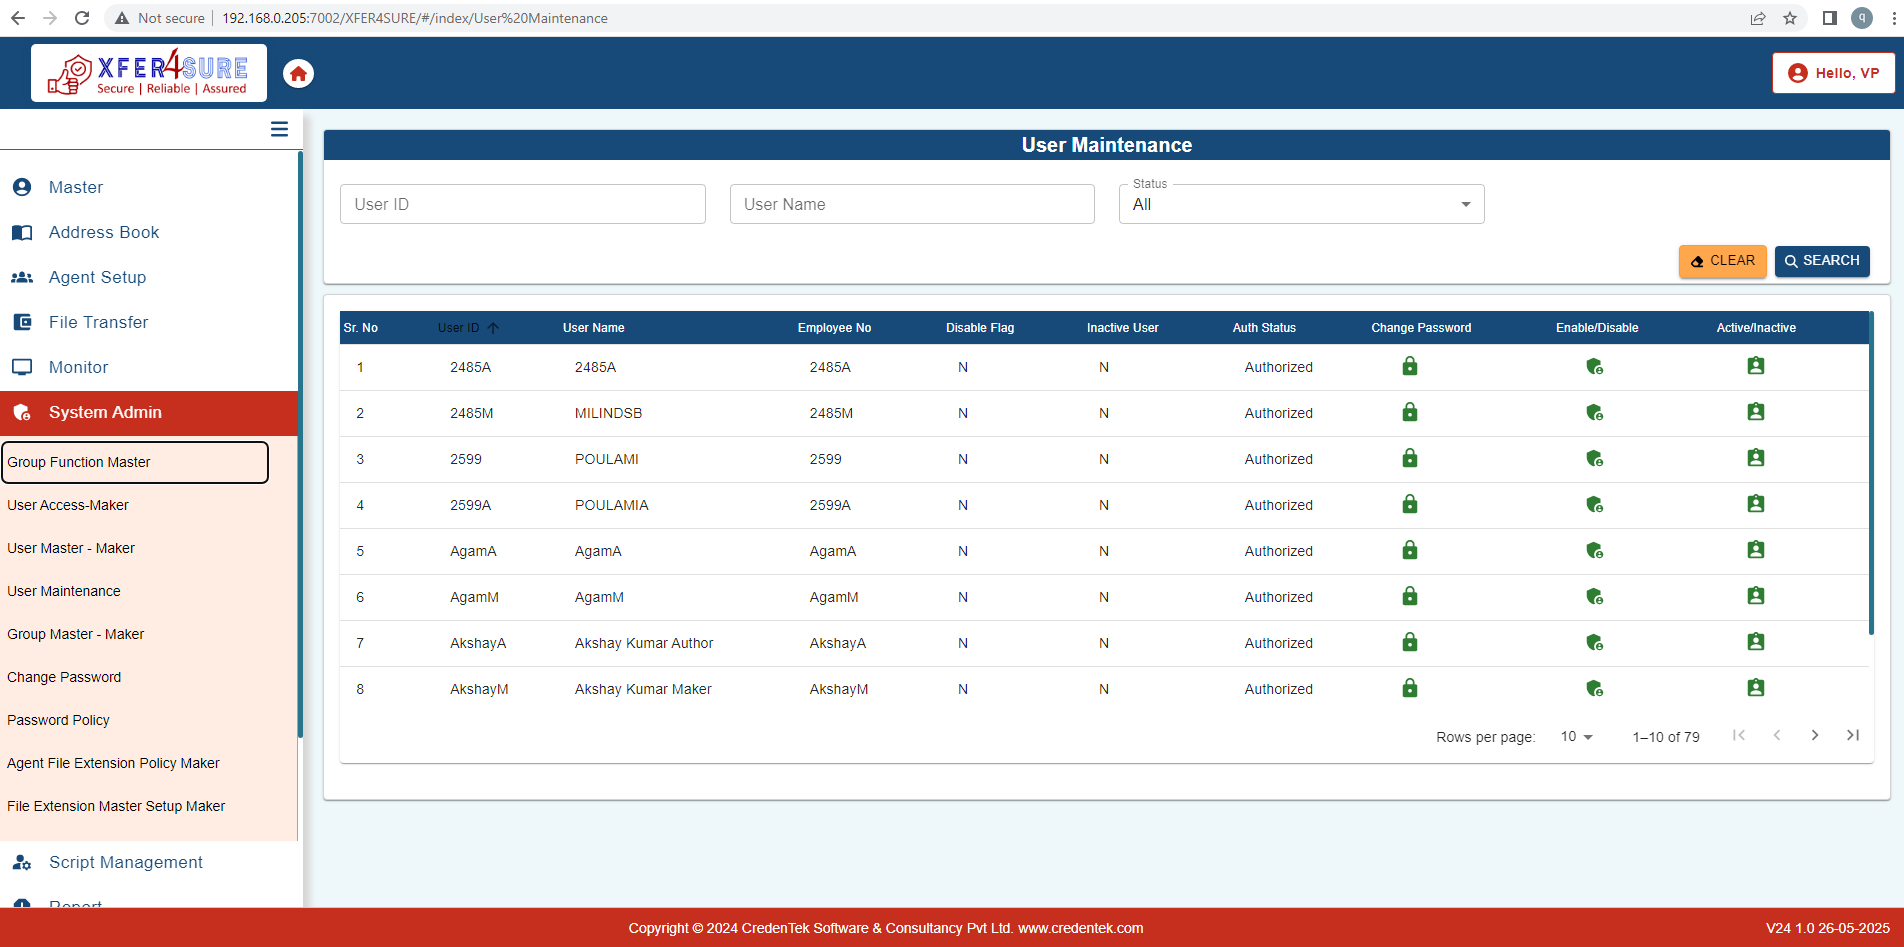 Not secure | 192.168.0.205:7002/XFER4SURE/#/index/User%20Maintenance
q
XFER4SURE
Secure | Reliable | Assured
Hello, VP
Master
Address Book
Agent Setup
File Transfer
Monitor
System Admin
Group Function Master
User Access-Maker
User Master - Maker
User Maintenance
Group Master - Maker
Change Password
Password Policy
Agent File Extension Policy Maker
File Extension Master Setup Maker
Script Management
Report
User Maintenance
User ID
User Name
Status
All
CLEAR
SEARCH
Sr. No User ID User Name Employee No Disable Flag Inactive User Auth Status Change Password Enable/Disable Active/Inactive
1 2485A 2485A 2485A N N Authorized
2 2485M MILINDSB 2485M N N Authorized
3 2599 POULAMI 2599 N N Authorized
4 2599A POULAMIA 2599A N N Authorized
5 AgamA AgamA AgamA N N Authorized
6 AgamM AgamM AgamM N N Authorized
7 AkshayA Akshay Kumar Author AkshayA N N Authorized
8 AkshayM Akshay Kumar Maker AkshayM N N Authorized
Rows per page: 10 1–10 of 79
Copyright © 2024 CredenTek Software & Consultancy Pvt Ltd. www.credentek.com
V24 1.0 26-05-2025